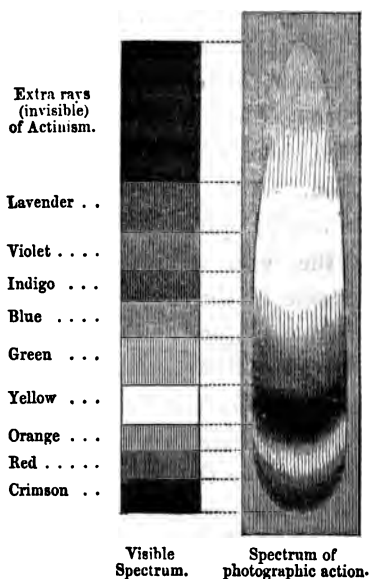 Extra rays
(invisible)
of Actinism.
Lavender . .
Violet . . . .
Indigo . . .
Blue . . . .
Green . . .
Yellow . . .
Orange . . .
Red . . . . .
Crimson . .
Visible
Spectrum.
Spectrum of
photographic action.